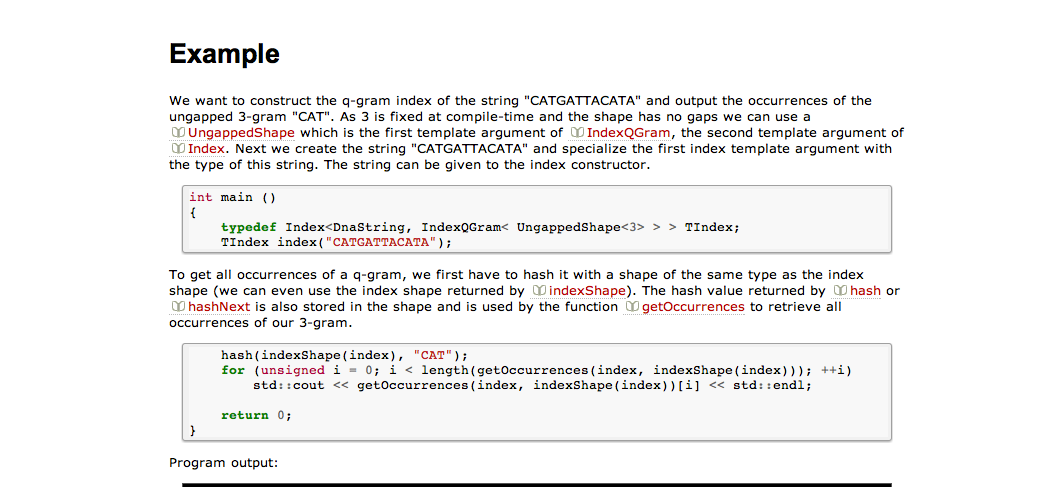 Example
We want to construct the q-gram index of the string "CATGATTACATA" and output the occurrences of the
ungapped 3-gram "CAT". As 3 is fixed at compile-time and the shape has no gaps we can use a
UngappedShape which is the first template argument of IndexQGram, the second template argument of
Index. Next we create the string "CATGATTACATA" and specialize the first index template argument with
the type of this string. The string can be given to the index constructor.
int main ()
{
    typedef Index<DnaString, IndexQGram< UngappedShape<3> > > TIndex;
    TIndex index("CATGATTACATA");
To get all occurrences of a q-gram, we first have to hash it with a shape of the same type as the index
shape (we can even use the index shape returned by indexShape). The hash value returned by hash or
hashNext is also stored in the shape and is used by the function getOccurrences to retrieve all
occurrences of our 3-gram.
    hash(indexShape(index), "CAT");
    for (unsigned i = 0; i < length(getOccurrences(index, indexShape(index))); ++i)
        std::cout << getOccurrences(index, indexShape(index))[i] << std::endl;
    return 0;
}
Program output: